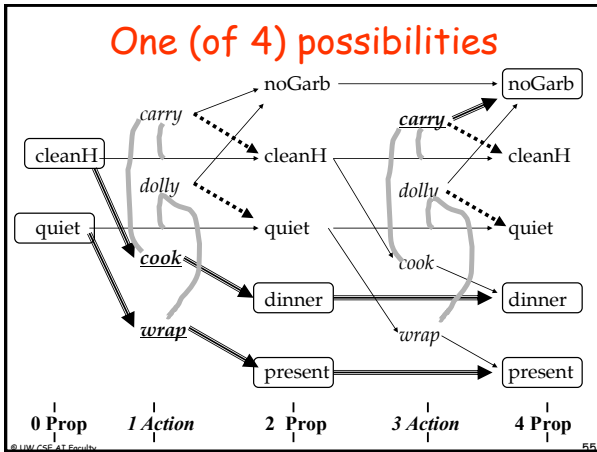 One (of 4) possibilities
noGarb noGarb
carry carry
cleanH cleanH cleanH
dolly dolly
quiet quiet quiet
cook cook
dinner dinner
wrap wrap
present present
0 Prop 1 Action 2 Prop 3 Action 4 Prop
© UW CSE AI Faculty 55